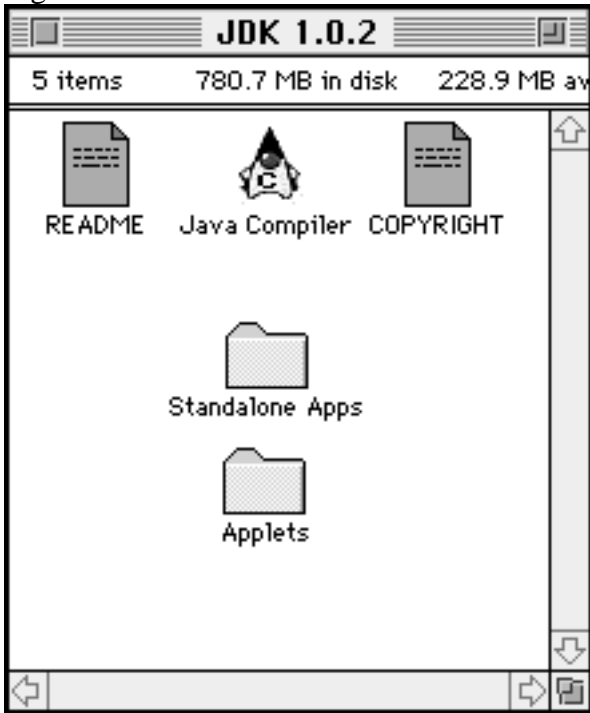 JDK 1.0.2
5 items 780.7 MB in disk 228.9 MB av
README Java Compiler COPYRIGHT
C
Standalone Apps
Applets